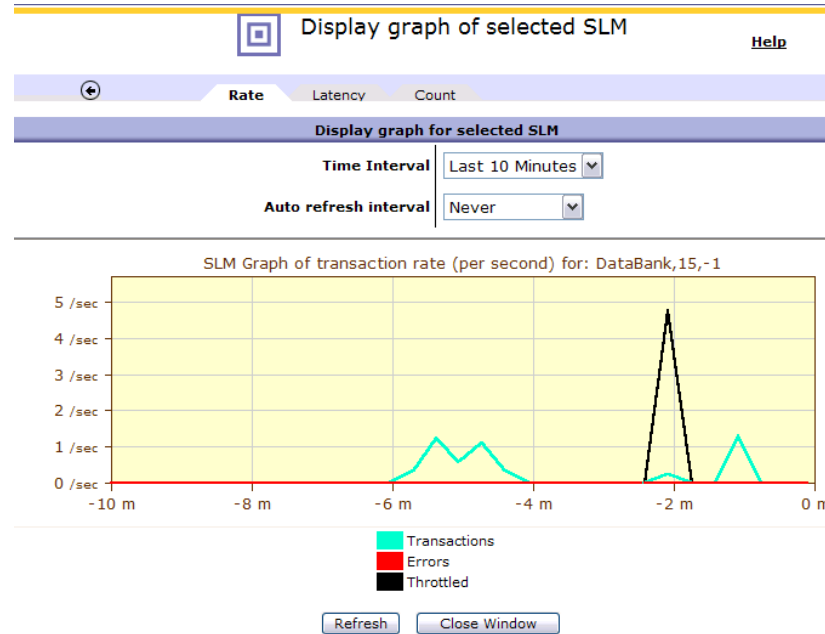 Display graph of selected SLM
Help
Rate Latency Count
Display graph for selected SLM
Time Interval Last 10 Minutes
Auto refresh interval Never
SLM Graph of transaction rate (per second) for: DataBank,15,-1
5 /sec
4 /sec
3 /sec
2 /sec
1 /sec
0 /sec
-10 m -8 m -6 m -4 m -2 m 0 m
Transactions
Errors
Throttled
Refresh Close Window